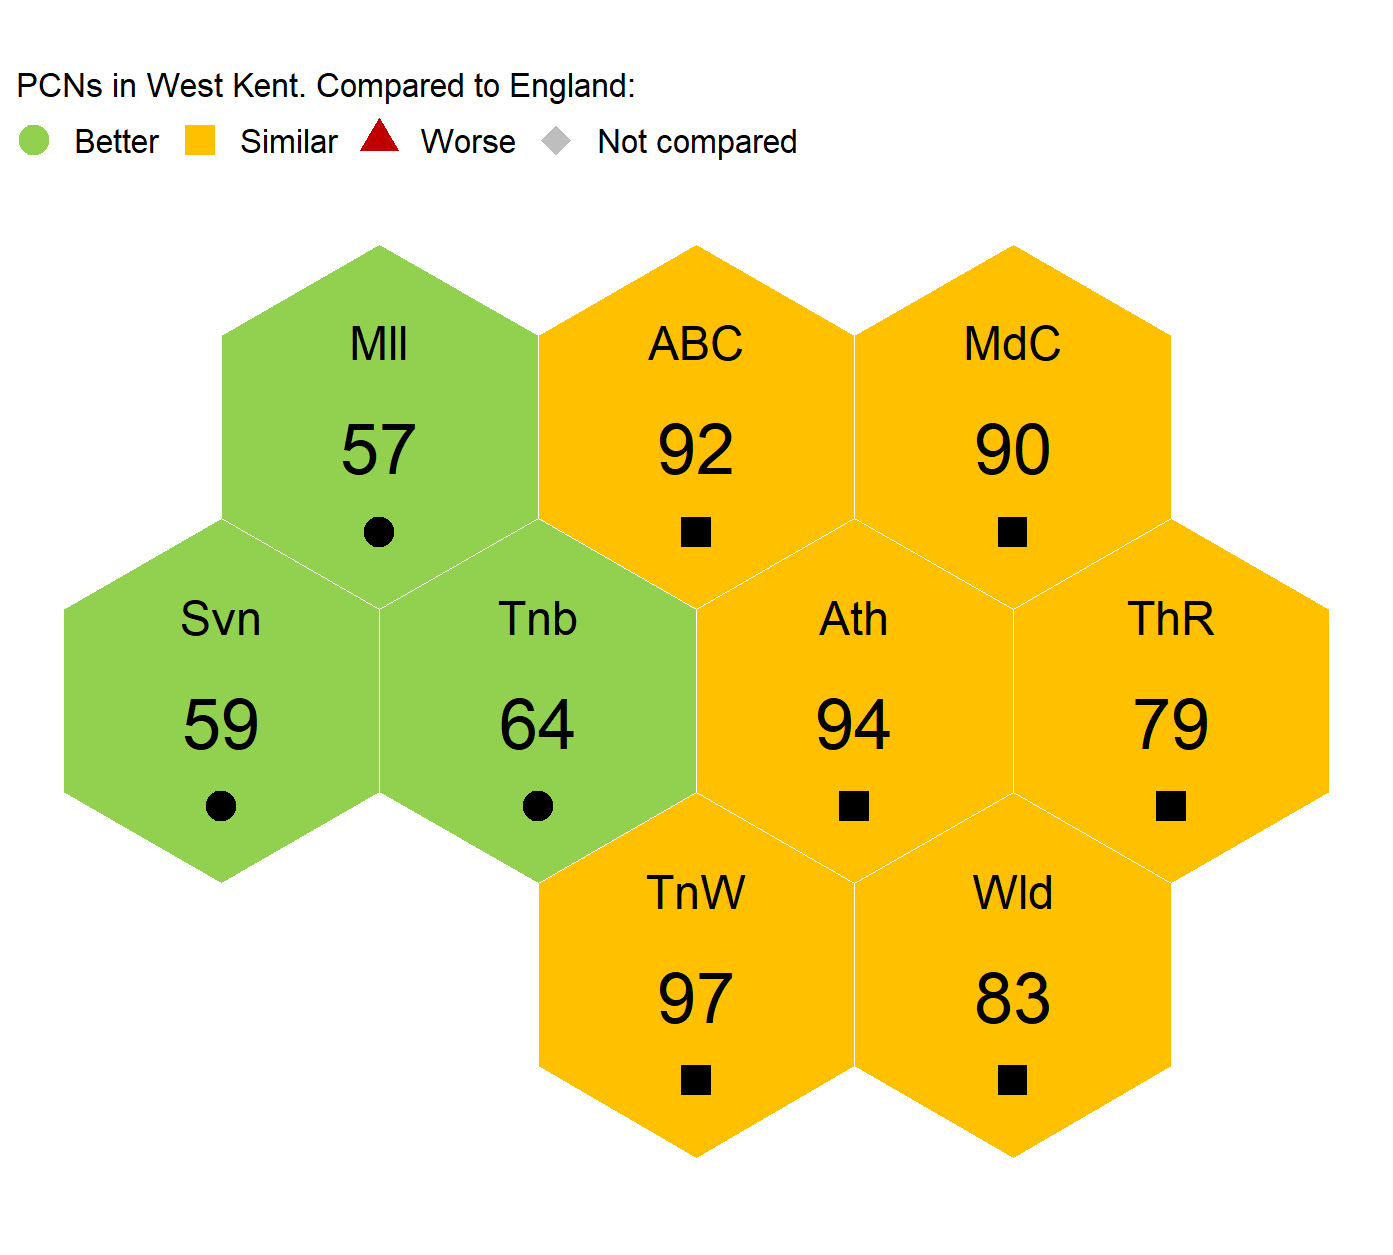 PCNs in West Kent. Compared to England:
Better Similar Worse Not compared
Mll ABC MdC
57 92 90
Svn Tnb Ath ThR
59 64 94 79
TnW Wld
97 83